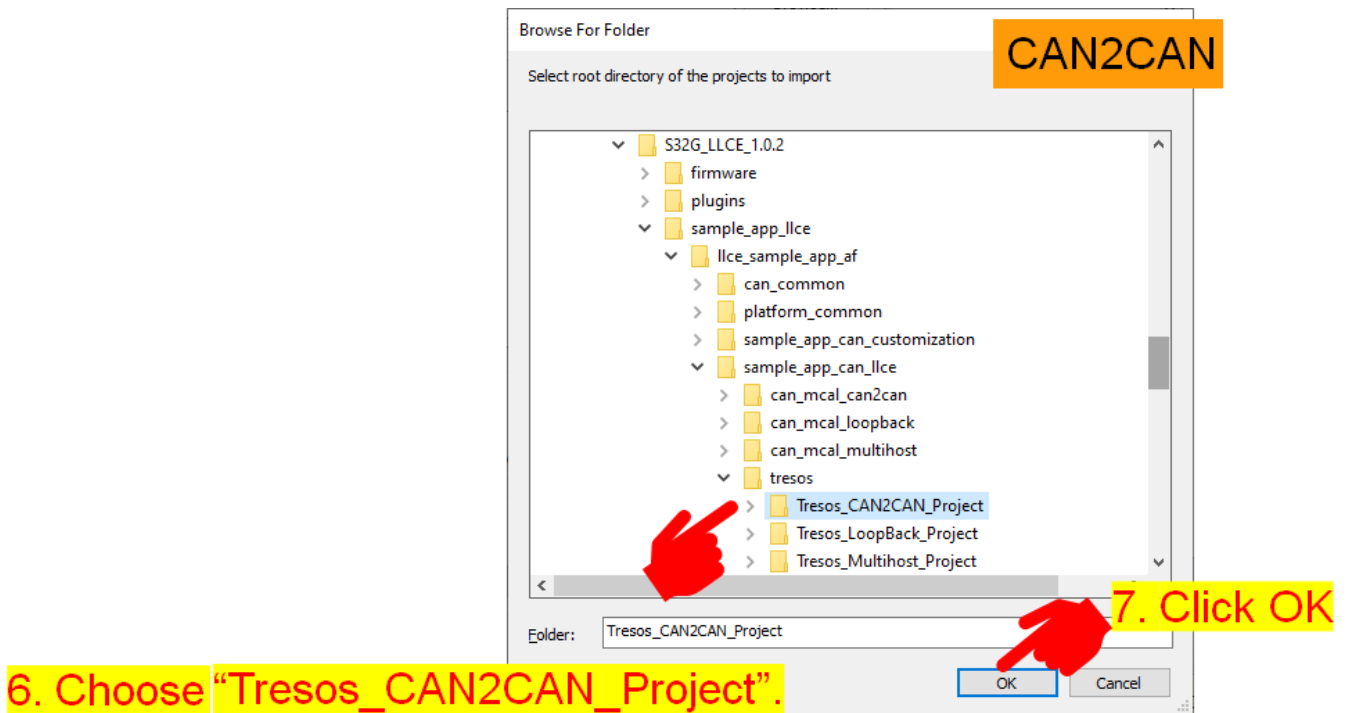 Browse For Folder
CAN2CAN
Select root directory of the projects to import
S32G_LLCE_1.0.2
firmware
plugins
sample_app_llce
llce_sample_app_af
can_common
platform_common
sample_app_can_customization
sample_app_can_llce
can_mcal_can2can
can_mcal_loopback
can_mcal_multihost
tresos
Tresos_CAN2CAN_Project
Tresos_LoopBack_Project
Tresos_Multihost_Project
7. Click OK
Folder: Tresos_CAN2CAN_Project
6. Choose “Tresos_CAN2CAN_Project”.
OK Cancel